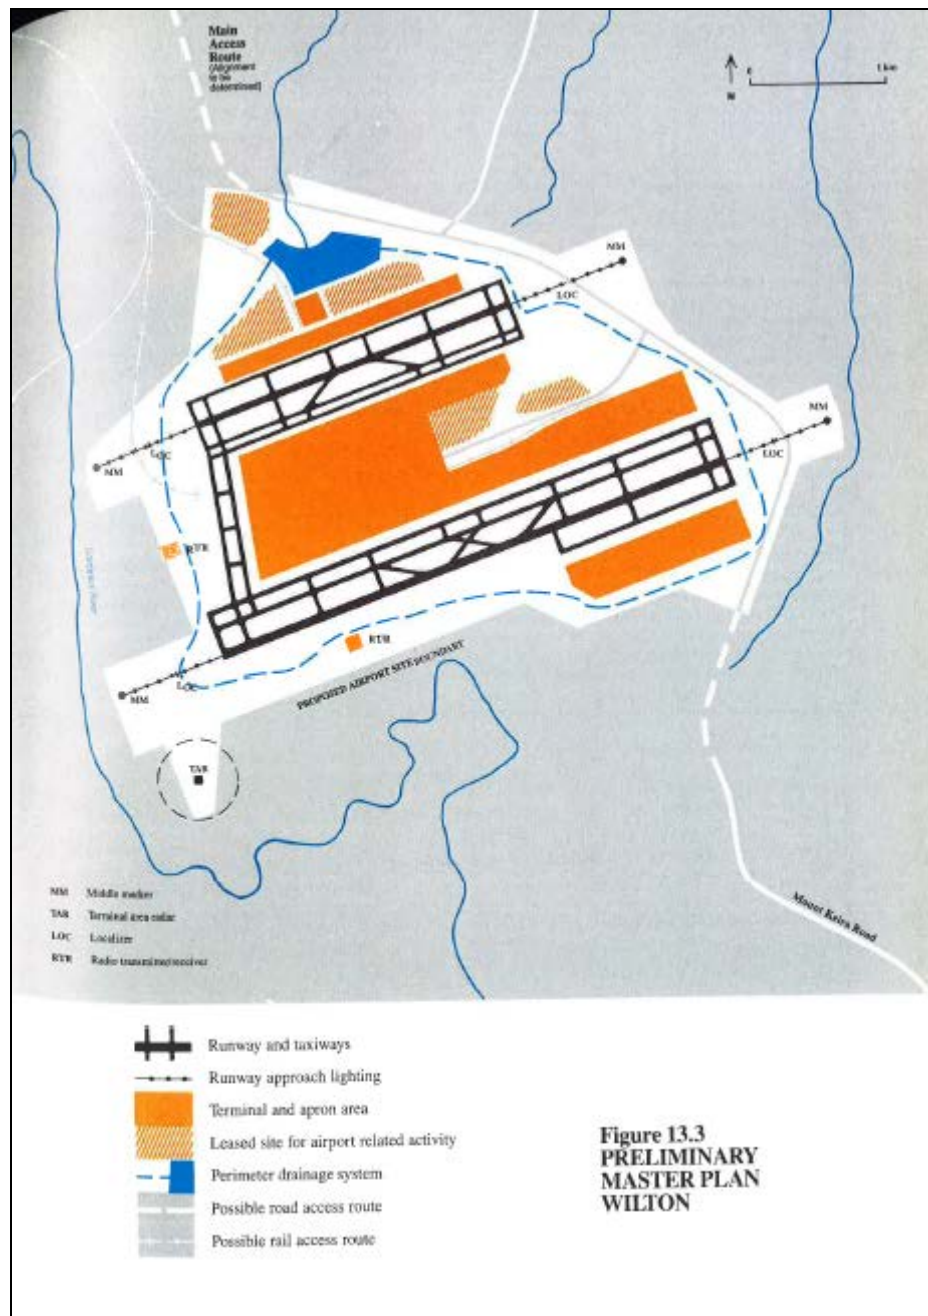 Main
Access
Route
(Alignment
to be
determined)
N
0
1 km
MM
LOC
MM
LOC
LOC
MM
RTR
RTR
PROPOSED AIRPORT SITE BOUNDARY
LOC
MM
TAR
Mount Keira Road
MM Middle marker
TAR Terminal area radar
LOC Localizer
RTR Radio transmitter/receiver
Runway and taxiways
Runway approach lighting
Terminal and apron area
Leased site for airport related activity
Perimeter drainage system
Possible road access route
Possible rail access route
Figure 13.3
PRELIMINARY
MASTER PLAN
WILTON